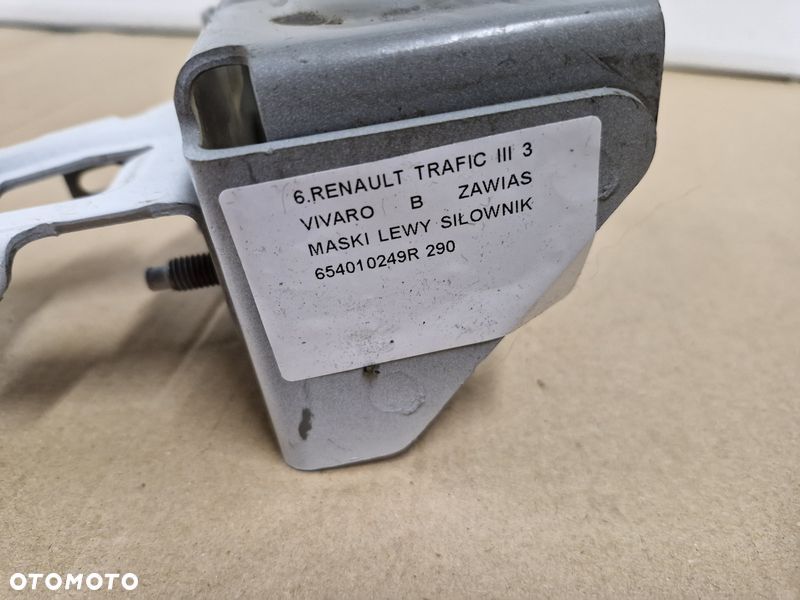 6.RENAULT TRAFIC III 3
VIVARO B ZAWIAS
MASKI LEWY SIŁOWNIK
654010249R 290
OTOMOTO